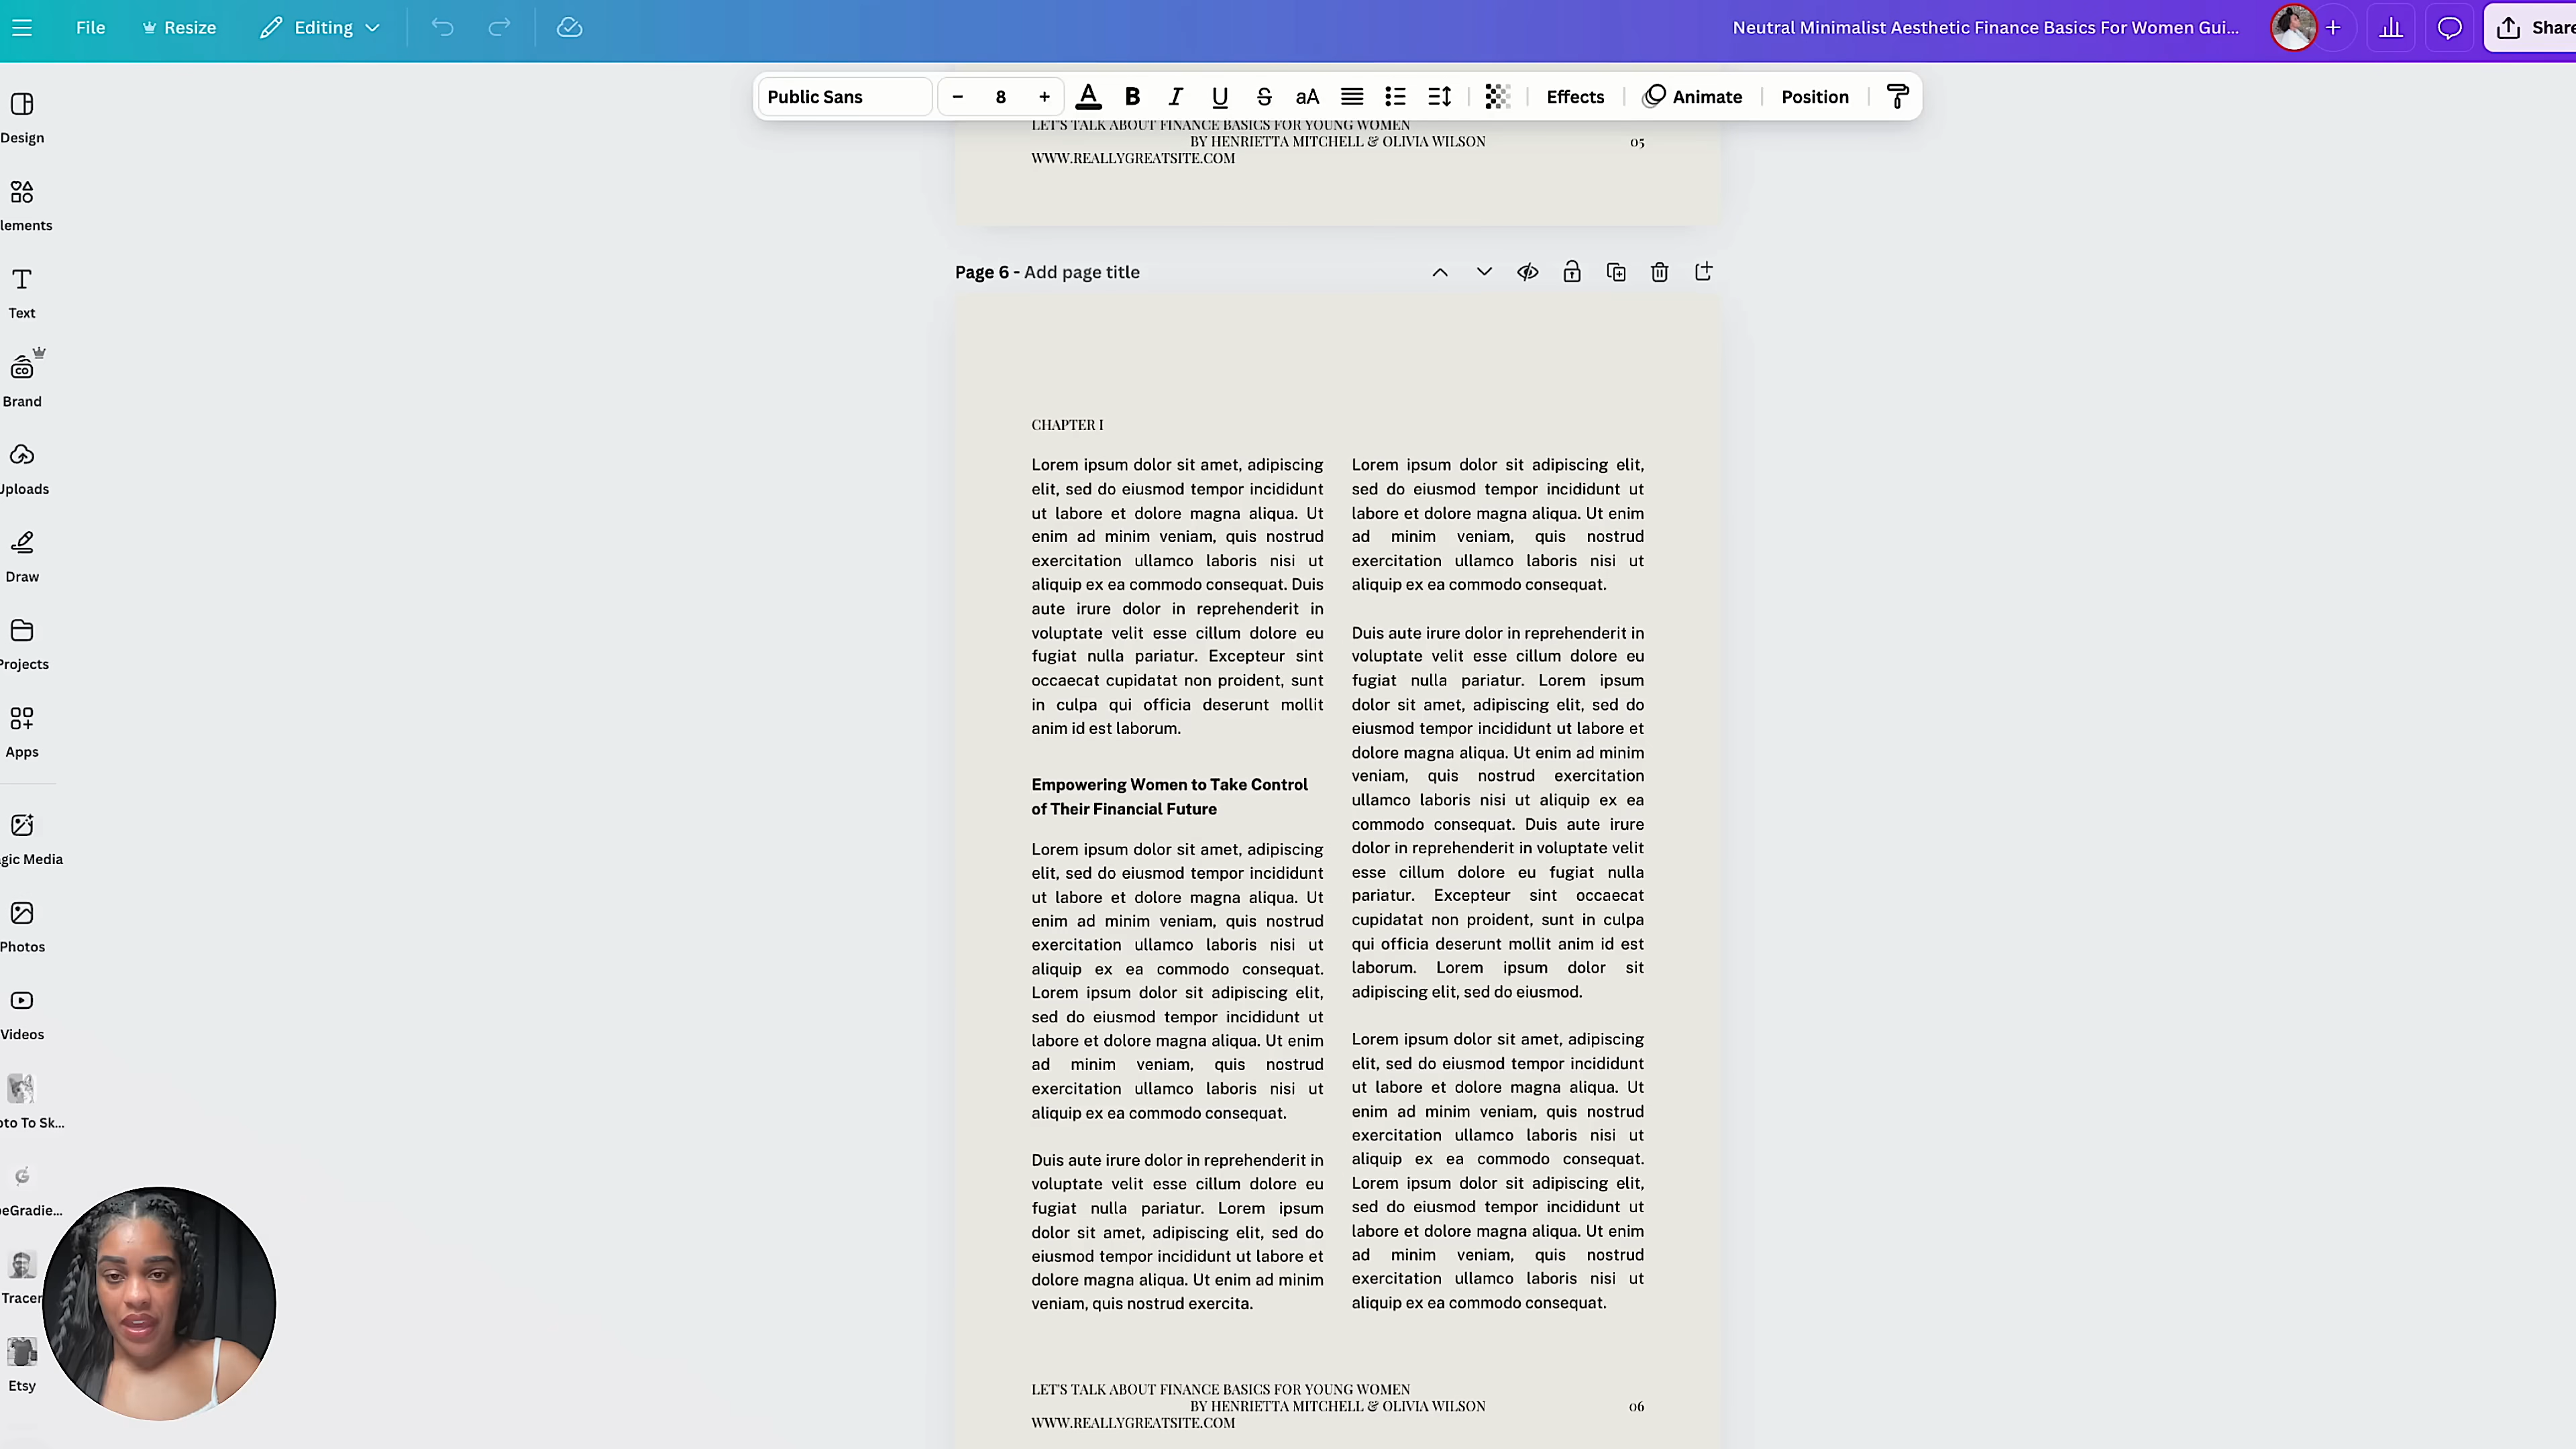 File
Resize
Editing
Neutral Minimalist Aesthetic Finance Basics For Women Gui...
Share
Public Sans
– 8 +
A B I U S aA
Effects
Animate
Position
Design
lements
Text
Brand
CO
Uploads
Draw
Projects
Apps
gic Media
Photos
Videos
oto To Sk...
eGradie...
Tracer
Etsy
LET'S TALK ABOUT FINANCE BASICS FOR YOUNG WOMEN
BY HENRIETTA MITCHELL & OLIVIA WILSON
05
WWW.REALLYGREATSITE.COM
Page 6 - Add page title
CHAPTER I
Lorem ipsum dolor sit amet, adipiscing
elit, sed do eiusmod tempor incididunt
ut labore et dolore magna aliqua. Ut
enim ad minim veniam, quis nostrud
exercitation ullamco laboris nisi ut
aliquip ex ea commodo consequat. Duis
aute irure dolor in reprehenderit in
voluptate velit esse cillum dolore eu
fugiat nulla pariatur. Excepteur sint
occaecat cupidatat non proident, sunt
in culpa qui officia deserunt mollit
anim id est laborum.
Empowering Women to Take Control
of Their Financial Future
Lorem ipsum dolor sit amet, adipiscing
elit, sed do eiusmod tempor incididunt
ut labore et dolore magna aliqua. Ut
enim ad minim veniam, quis nostrud
exercitation ullamco laboris nisi ut
aliquip ex ea commodo consequat.
Lorem ipsum dolor sit adipiscing elit,
sed do eiusmod tempor incididunt ut
labore et dolore magna aliqua. Ut enim
ad minim veniam, quis nostrud
exercitation ullamco laboris nisi ut
aliquip ex ea commodo consequat.
Duis aute irure dolor in reprehenderit in
voluptate velit esse cillum dolore eu
fugiat nulla pariatur. Lorem ipsum
dolor sit amet, adipiscing elit, sed do
eiusmod tempor incididunt ut labore et
dolore magna aliqua. Ut enim ad minim
veniam, quis nostrud exercita.
Lorem ipsum dolor sit adipiscing elit,
sed do eiusmod tempor incididunt ut
labore et dolore magna aliqua. Ut enim
ad minim veniam, quis nostrud
exercitation ullamco laboris nisi ut
aliquip ex ea commodo consequat.
Duis aute irure dolor in reprehenderit in
voluptate velit esse cillum dolore eu
fugiat nulla pariatur. Lorem ipsum
dolor sit amet, adipiscing elit, sed do
eiusmod tempor incididunt ut labore et
dolore magna aliqua. Ut enim ad minim
veniam, quis nostrud exercitation
ullamco laboris nisi ut aliquip ex ea
commodo consequat. Duis aute irure
dolor in reprehenderit in voluptate velit
esse cillum dolore eu fugiat nulla
pariatur. Excepteur sint occaecat
cupidatat non proident, sunt in culpa
qui officia deserunt mollit anim id est
laborum. Lorem ipsum dolor sit
adipiscing elit, sed do eiusmod.
Lorem ipsum dolor sit amet, adipiscing
elit, sed do eiusmod tempor incididunt
ut labore et dolore magna aliqua. Ut
enim ad minim veniam, quis nostrud
exercitation ullamco laboris nisi ut
aliquip ex ea commodo consequat.
Lorem ipsum dolor sit adipiscing elit,
sed do eiusmod tempor incididunt ut
labore et dolore magna aliqua. Ut enim
ad minim veniam, quis nostrud
exercitation ullamco laboris nisi ut
aliquip ex ea commodo consequat.
LET'S TALK ABOUT FINANCE BASICS FOR YOUNG WOMEN
BY HENRIETTA MITCHELL & OLIVIA WILSON
06
WWW.REALLYGREATSITE.COM